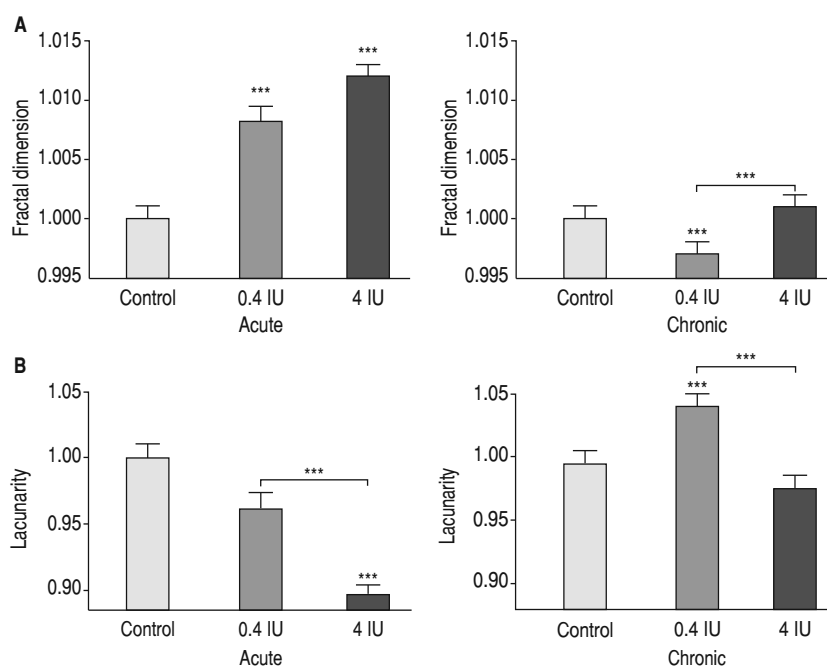 A
1.015
1.010
1.005
1.000
0.995
Fractal dimension
***
***
Control
0.4 IU
4 IU
Acute
1.015
1.010
1.005
1.000
0.995
Fractal dimension
***
***
Control
0.4 IU
4 IU
Chronic
B
1.05
1.00
0.95
0.90
Lacunarity
***
***
Control
0.4 IU
4 IU
Acute
1.05
1.00
0.95
0.90
Lacunarity
***
***
Control
0.4 IU
4 IU
Chronic